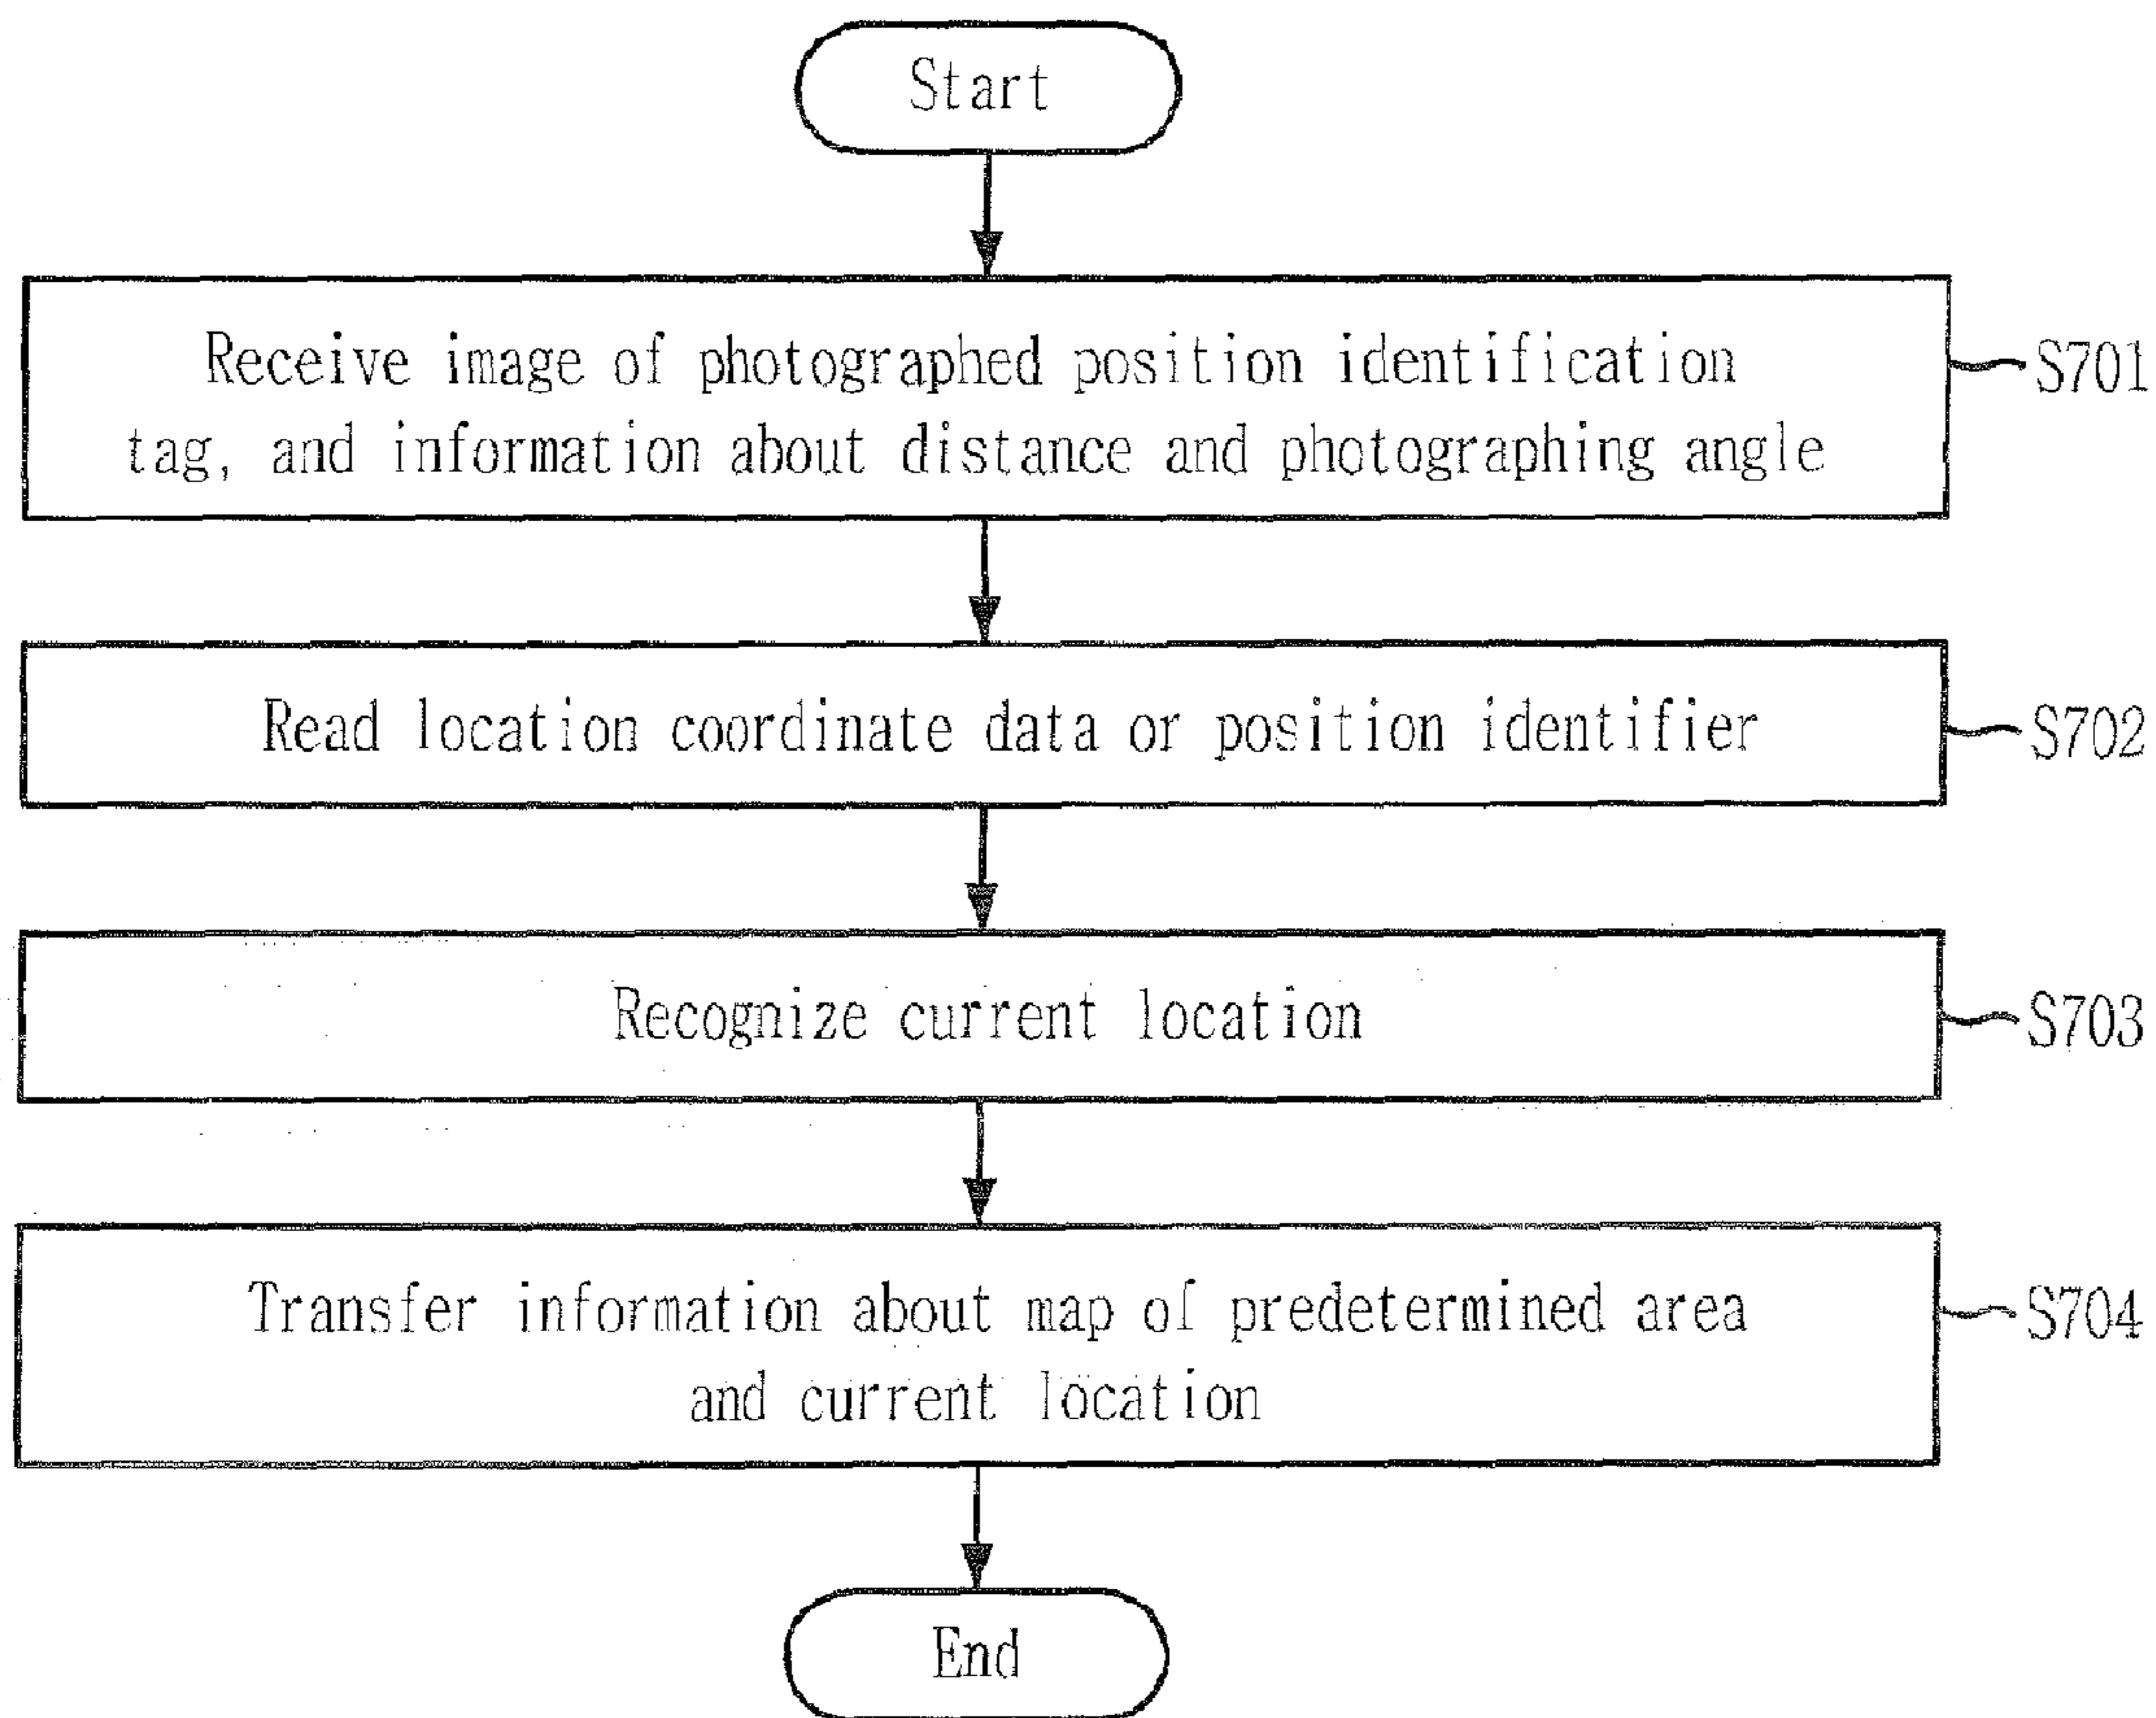 Start
Receive image of photographed position identification
tag, and information about distance and photographing angle
S701
Read location coordinate data or position identifier
S702
Recognize current location
S703
Transfer information about map of predetermined area
and current location
S704
End